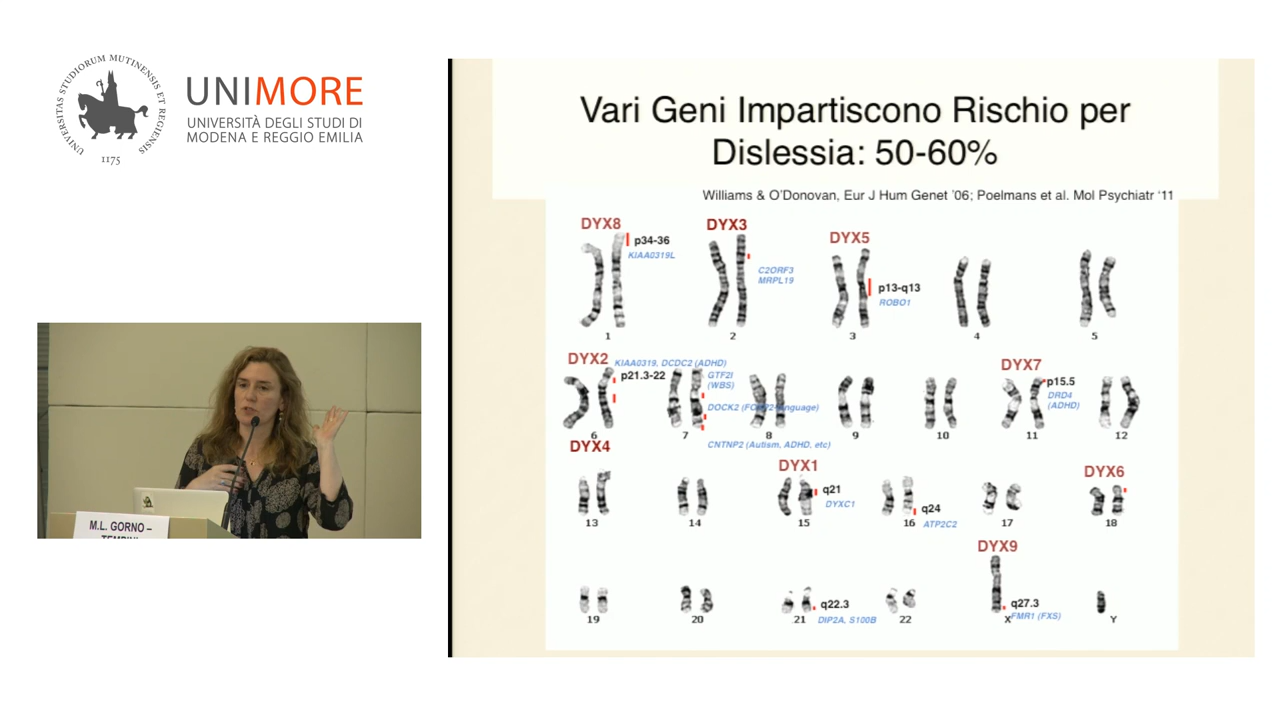 UNIVERSITAS STUDIORUM MUTINENSIS ET REGIENSIS
1175
UNIMORE
UNIVERSITÀ DEGLI STUDI DI
MODENA E REGGIO EMILIA
M.L. GORNO –
TEMPINI
Vari Geni Impartiscono Rischio per
Dislessia: 50-60%
Williams & O´Donovan, Eur J Hum Genet ´06; Poelmans et al. Mol Psychiatr ‘11
DYX8
p34-36
KIAA0319L
1
DYX3
C2ORF3
MRPL19
2
DYX5
p13-q13
ROBO1
3
4
5
DYX2
KIAA0319, DCDC2 (ADHD)
p21.3-22
6
DYX4
GTF2I
(WBS)
DOCK2 (FOXP2-language)
CNTNP2 (Autism, ADHD, etc)
7
8
9
10
DYX7
p15.5
DRD4
(ADHD)
11
12
13
14
DYX1
q21
DYXC1
15
q24
ATP2C2
16
17
DYX6
18
19
20
q22.3
DIP2A, S100B
21
22
DYX9
q27.3
FMR1 (FXS)
X
Y